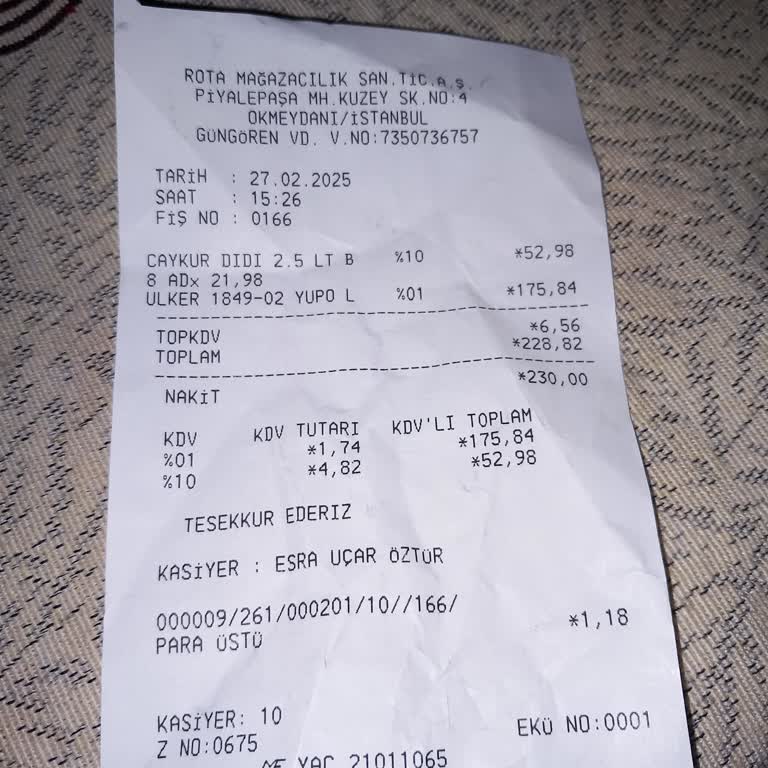 ROTA MAĞAZACILIK SAN.TİC.A.Ş.
PİYALEPAŞA MH.KUZEY SK.NO:4
OKMEYDANI/İSTANBUL
GÜNGÖREN VD. V.NO:7350736757
TARİH : 27.02.2025
SAAT : 15:26
FİŞ NO : 0166
CAYKUR DIDI 2.5 LT B %10 *52,98
8 ADx 21,98
ULKER 1849-02 YUPO L %01 *175,84
TOPKDV *6,56
TOPLAM *228,82
NAKİT *230,00
KDV KDV TUTARI KDV'LI TOPLAM
%01 *1,74 *175,84
%10 *4,82 *52,98
TESEKKUR EDERIZ
KASİYER : ESRA UÇAR ÖZTÜR
000009/261/000201/10//166/
PARA ÜSTÜ *1,18
KASİYER: 10
Z NO:0675 EKÜ NO:0001
YAC 21011065